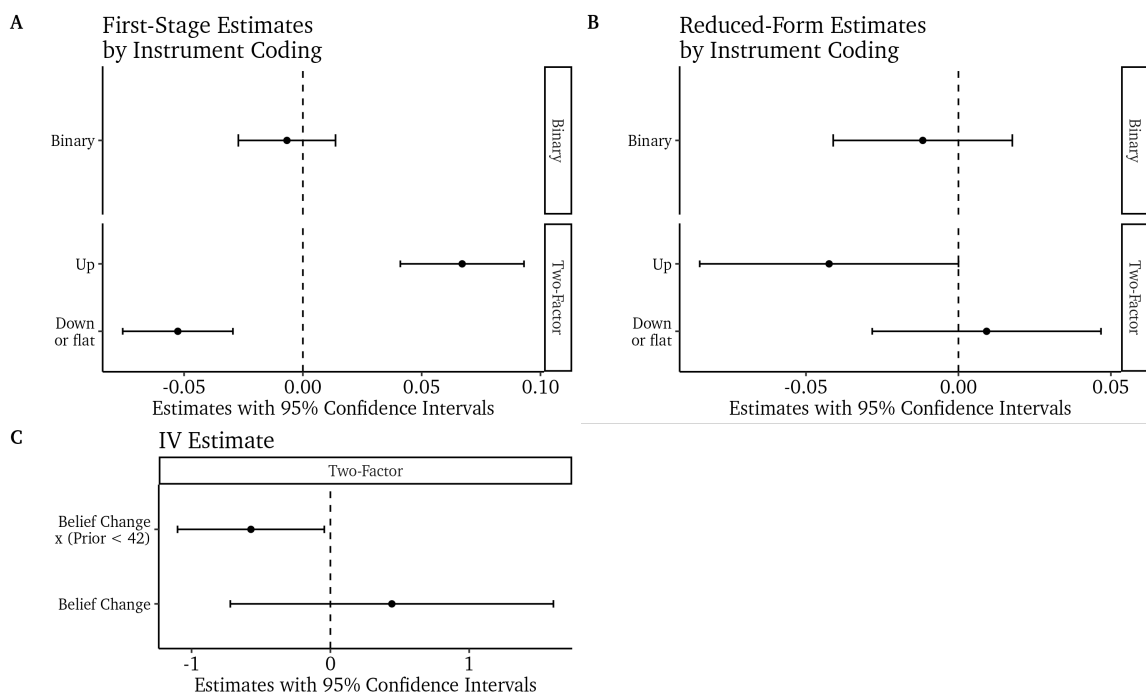 A
First-Stage Estimates
by Instrument Coding
Binary
Binary
Up
Down
or flat
Two-Factor
-0.05
0.00
0.05
0.10
Estimates with 95% Confidence Intervals
B
Reduced-Form Estimates
by Instrument Coding
Binary
Binary
Up
Down
or flat
Two-Factor
-0.05
0.00
0.05
Estimates with 95% Confidence Intervals
C
IV Estimate
Two-Factor
Belief Change
x (Prior < 42)
Belief Change
-1
0
1
Estimates with 95% Confidence Intervals